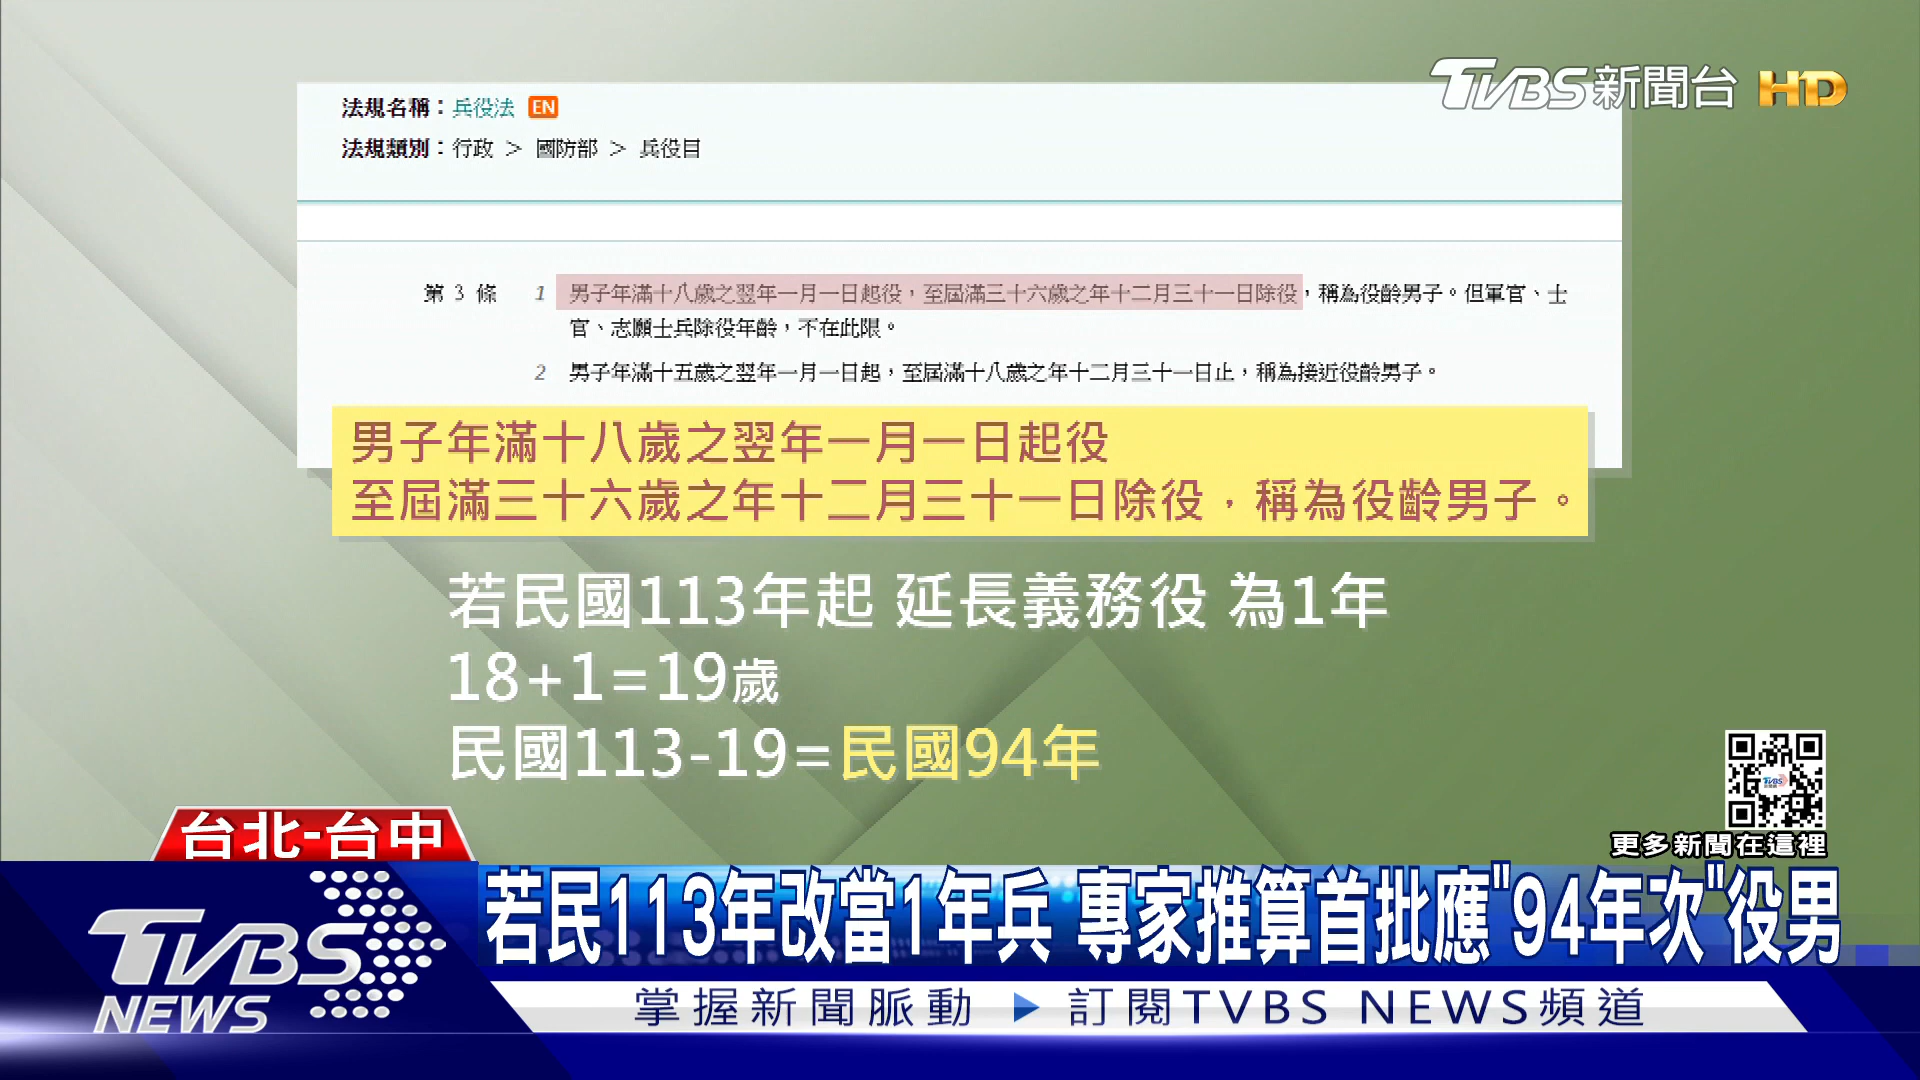 TVBS新聞台 HD
法規名稱：兵役法 EN
法規類別：行政 ＞ 國防部 ＞ 兵役目
第 3 條 1 男子年滿十八歲之翌年一月一日起役，至屆滿三十六歲之年十二月三十一日除役，稱為役齡男子。但軍官、士
官、志願士兵除役年齡，不在此限。
2 男子年滿十五歲之翌年一月一日起，至屆滿十八歲之年十二月三十一日止，稱為接近役齡男子。
男子年滿十八歲之翌年一月一日起役
至屆滿三十六歲之年十二月三十一日除役，稱為役齡男子。
若民國113年起 延長義務役 為1年
18+1=19歲
民國113-19=民國94年
TVBS
更多新聞在這裡
台北-台中
若民113年改當1年兵 專家推算首批應"94年次"役男
TVBS
NEWS
掌握新聞脈動 ▶ 訂閱TVBS NEWS頻道